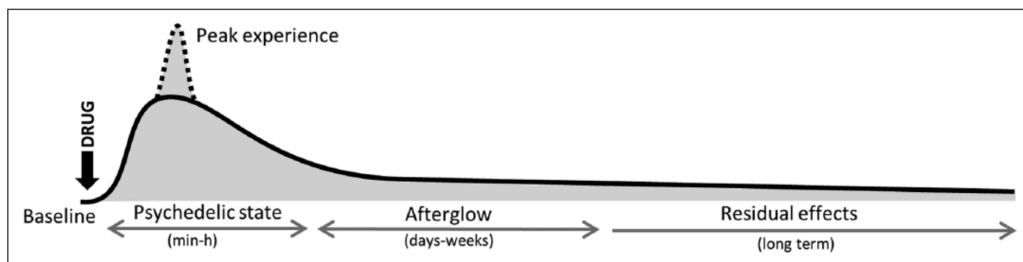 Peak experience
DRUG
Baseline
Psychedelic state
(min-h)
Afterglow
(days-weeks)
Residual effects
(long term)